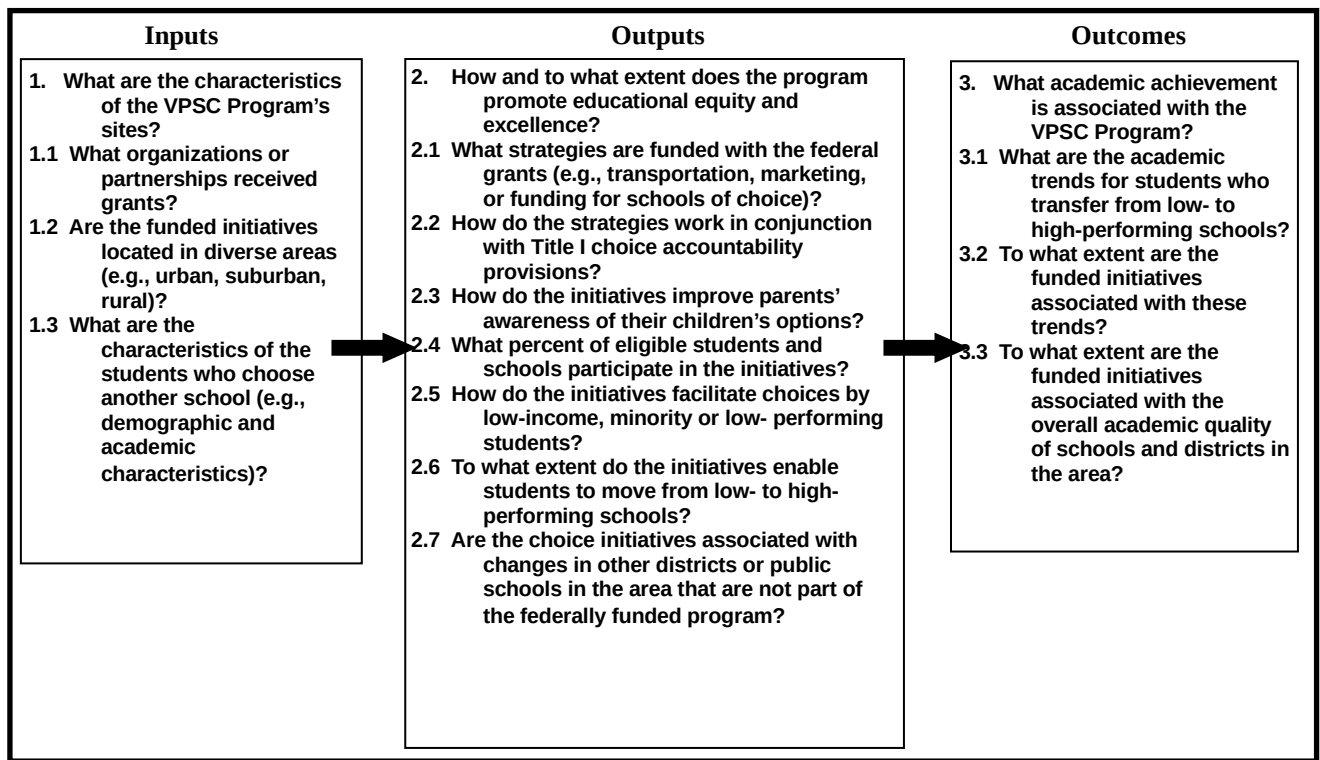 Inputs
1. What are the characteristics
of the VPSC Program's
sites?
1.1 What organizations or
partnerships received
grants?
1.2 Are the funded initiatives
located in diverse areas
(e.g., urban, suburban,
rural)?
1.3 What are the
characteristics of the
students who choose
another school (e.g.,
demographic and
academic
characteristics)?
Outputs
2. How and to what extent does the program
promote educational equity and
excellence?
2.1 What strategies are funded with the federal
grants (e.g., transportation, marketing,
or funding for schools of choice)?
2.2 How do the strategies work in conjunction
with Title I choice accountability
provisions?
2.3 How do the initiatives improve parents'
awareness of their children's options?
2.4 What percent of eligible students and
schools participate in the initiatives?
2.5 How do the initiatives facilitate choices by
low-income, minority or low- performing
students?
2.6 To what extent do the initiatives enable
students to move from low- to high-
performing schools?
2.7 Are the choice initiatives associated with
changes in other districts or public
schools in the area that are not part of
the federally funded program?
Outcomes
3. What academic achievement
is associated with the
VPSC Program?
3.1 What are the academic
trends for students who
transfer from low- to
high-performing schools?
3.2 To what extent are the
funded initiatives
associated with these
trends?
3.3 To what extent are the
funded initiatives
associated with the
overall academic quality
of schools and districts in
the area?